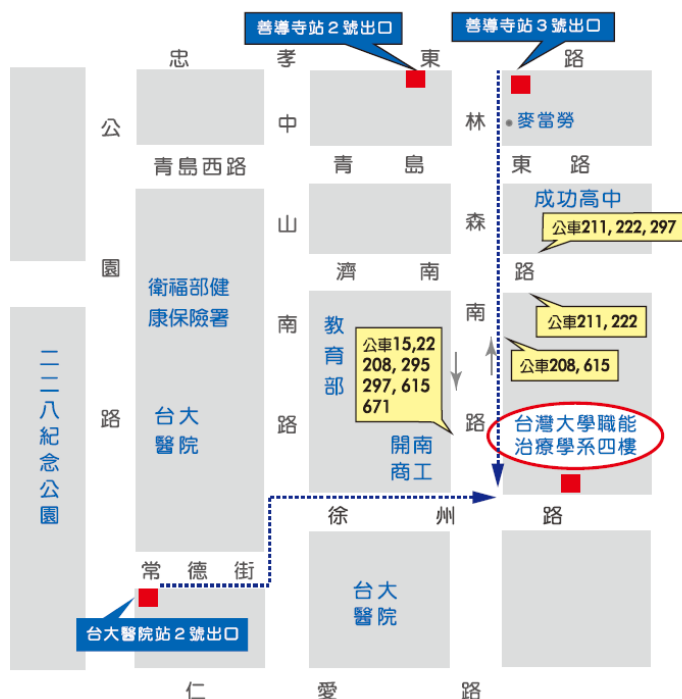 善導寺站2號出口
善導寺站3號出口
忠孝東路
公園路
中山南路
林森南路
麥當勞
青島西路
青島東路
成功高中
公車211, 222, 297
濟南路
衛福部健
康保險署
教育部
公車15,22
208, 295
297, 615
671
公車211, 222
公車208, 615
二二八紀念公園
台大
醫院
開南
商工
台灣大學職能
治療學系四樓
徐州路
常德街
台大
醫院
台大醫院站2號出口
仁愛路